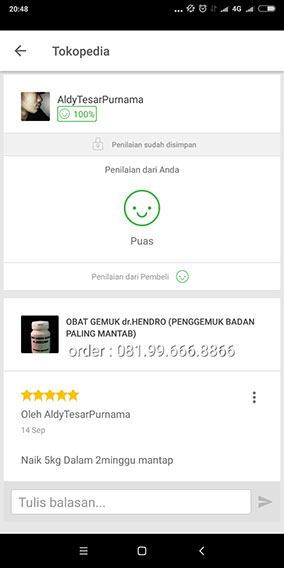 20:48
... 4G
Tokopedia
AldyTesarPurnama
100%
Penilaian sudah disimpan
Penilaian dari Anda
Puas
Penilaian dari Pembeli
OBAT GEMUK dr.HENDRO (PENGGEMUK BADAN
PALING MANTAB)
order : 081.99.666.8866
Oleh AldyTesarPurnama
14 Sep
Naik 5kg Dalam 2minggu mantap
Tulis balasan...